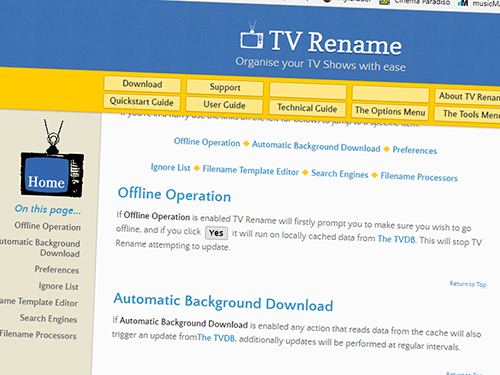 Cinema Paradiso
TV Rename
Organise your TV Shows with ease
Download
Support
About TV Rename
Quickstart Guide
User Guide
Technical Guide
The Options Menu
The Tools Menu
Offline Operation ◆ Automatic Background Download ◆ Preferences
Ignore List ◆ Filename Template Editor ◆ Search Engines ◆ Filename Processors
Home
On this page...
Offline Operation
Automatic Background
Download
Preferences
Ignore List
Template Editor
Search Engines
Filename Processors
Offline Operation
If Offline Operation is enabled TV Rename will firstly prompt you to make sure you wish to go
offline, and if you click Yes it will run on locally cached data from The TVDB. This will stop TV
Rename attempting to update.
Return to Top
Automatic Background Download
If Automatic Background Download is enabled any action that reads data from the cache will also
trigger an update fromThe TVDB, additionally updates will be performed at regular intervals.